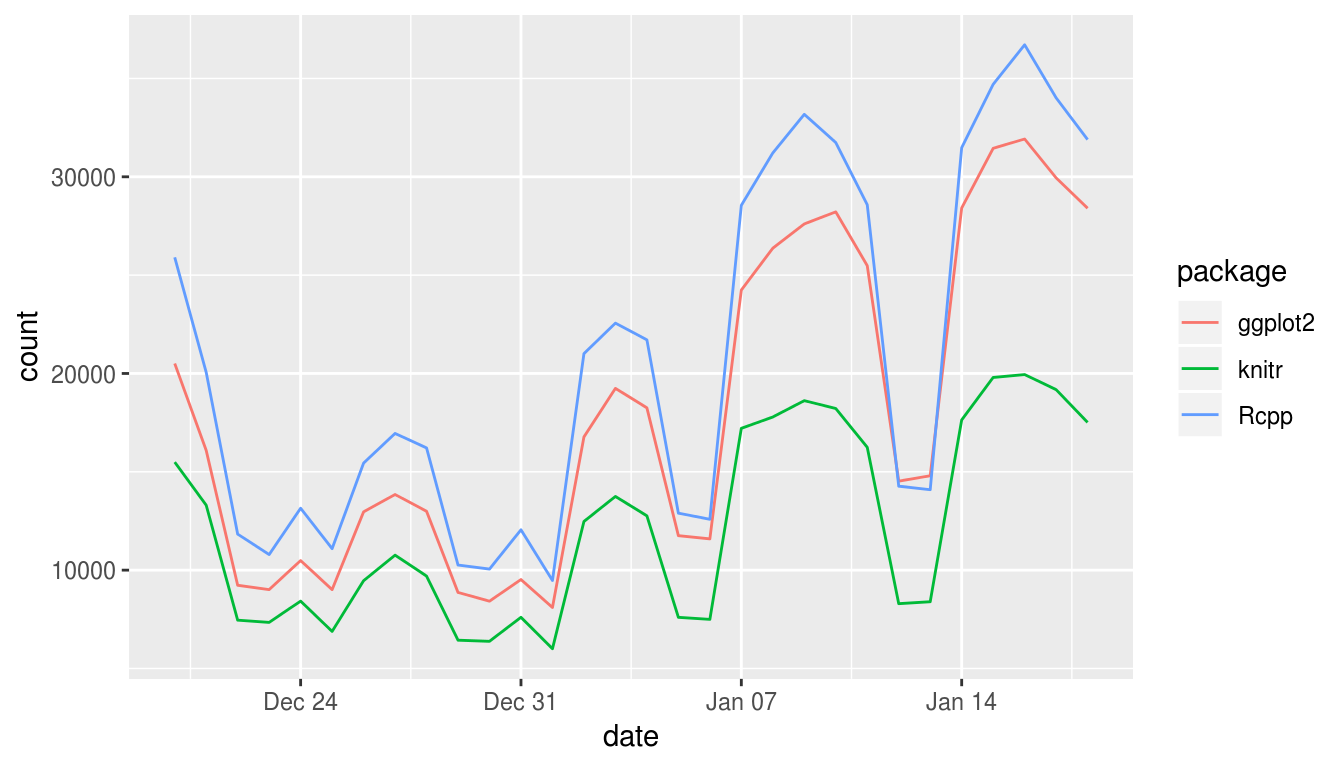 count
30000
20000
10000
Dec 24
Dec 31
Jan 07
Jan 14
date
package
ggplot2
knitr
Rcpp